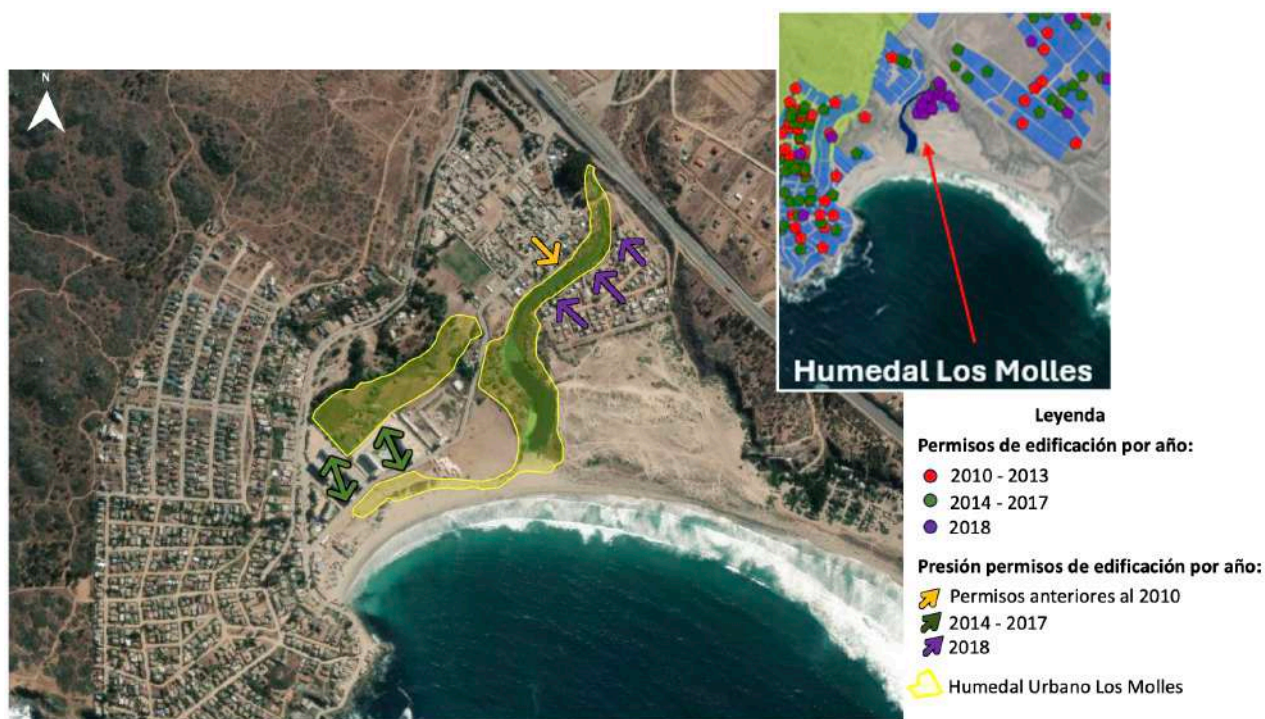 N
Humedal Los Molles
Leyenda
Permisos de edificación por año:
2010 - 2013
2014 - 2017
2018
Presión permisos de edificación por año:
Permisos anteriores al 2010
2014 - 2017
2018
Humedal Urbano Los Molles